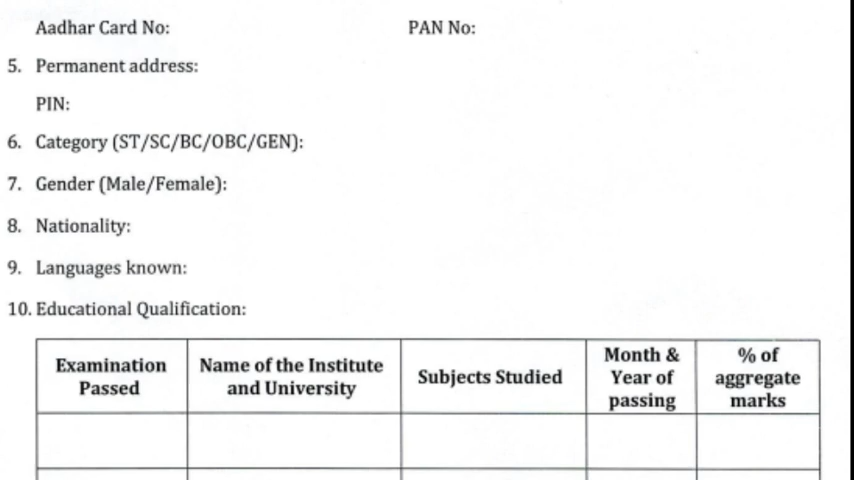 Aadhar Card No: PAN No:
5. Permanent address:
PIN:
6. Category (ST/SC/BC/OBC/GEN):
7. Gender (Male/Female):
8. Nationality:
9. Languages known:
10. Educational Qualification:
Examination Passed Name of the Institute and University Subjects Studied Month & Year of passing % of aggregate marks